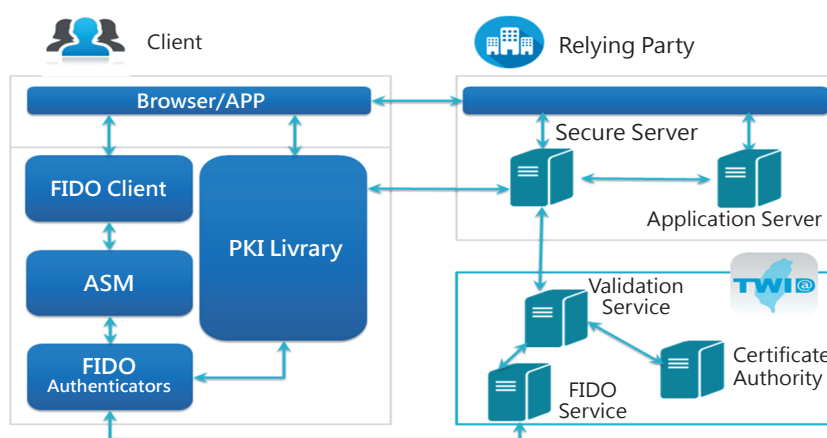 Client
Relying Party
Browser/APP
Secure Server
FIDO Client
PKI Livrary
Application Server
ASM
TWID
Validation
Service
FIDO
Authenticators
Certificate
Authority
FIDO
Service